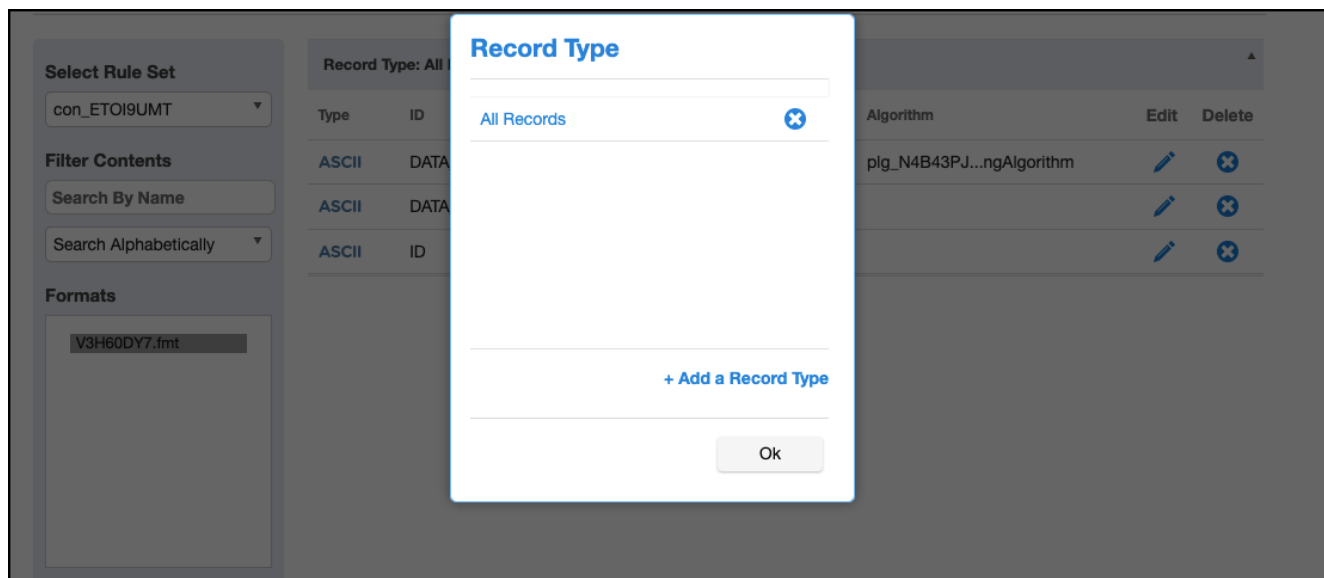 Record Type
All Records
+ Add a Record Type
Ok
Select Rule Set
con_ETOI9UMT
Filter Contents
Search By Name
Search Alphabetically
Formats
V3H60DY7.fmt
Record Type: All
Type ID Algorithm Edit Delete
ASCII DATA plg_N4B43PJ...ngAlgorithm
ASCII DATA
ASCII ID